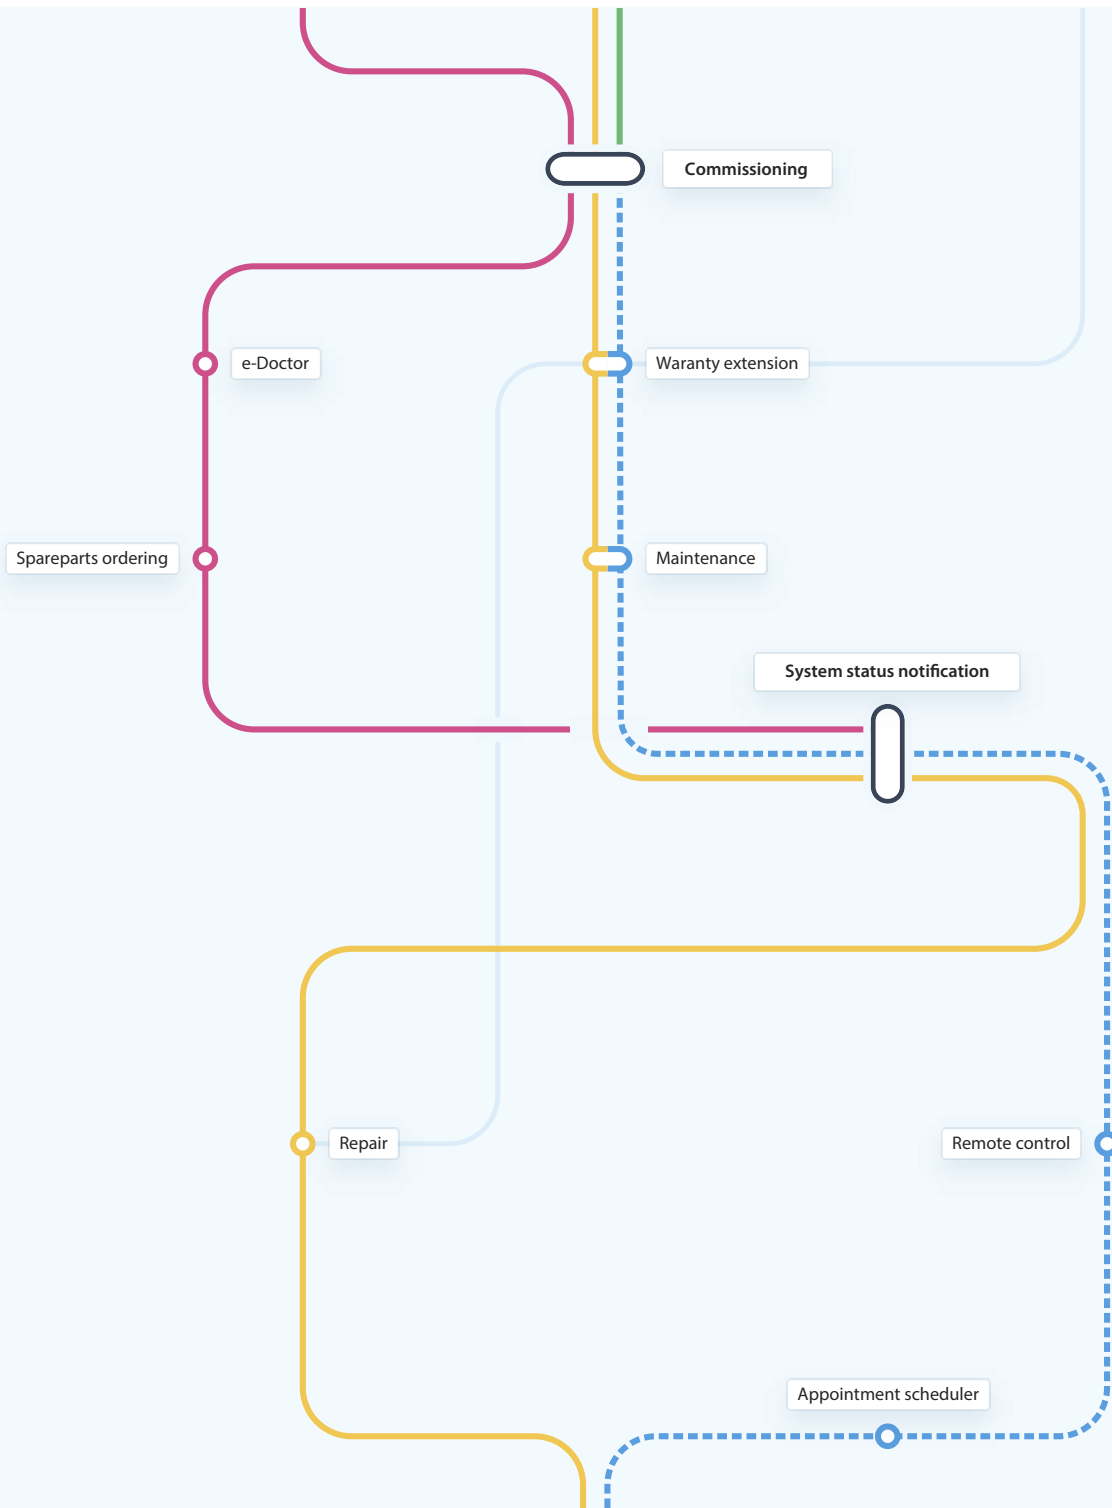 Commissioning
e-Doctor
Waranty extension
Spareparts ordering
Maintenance
System status notification
Repair
Remote control
Appointment scheduler